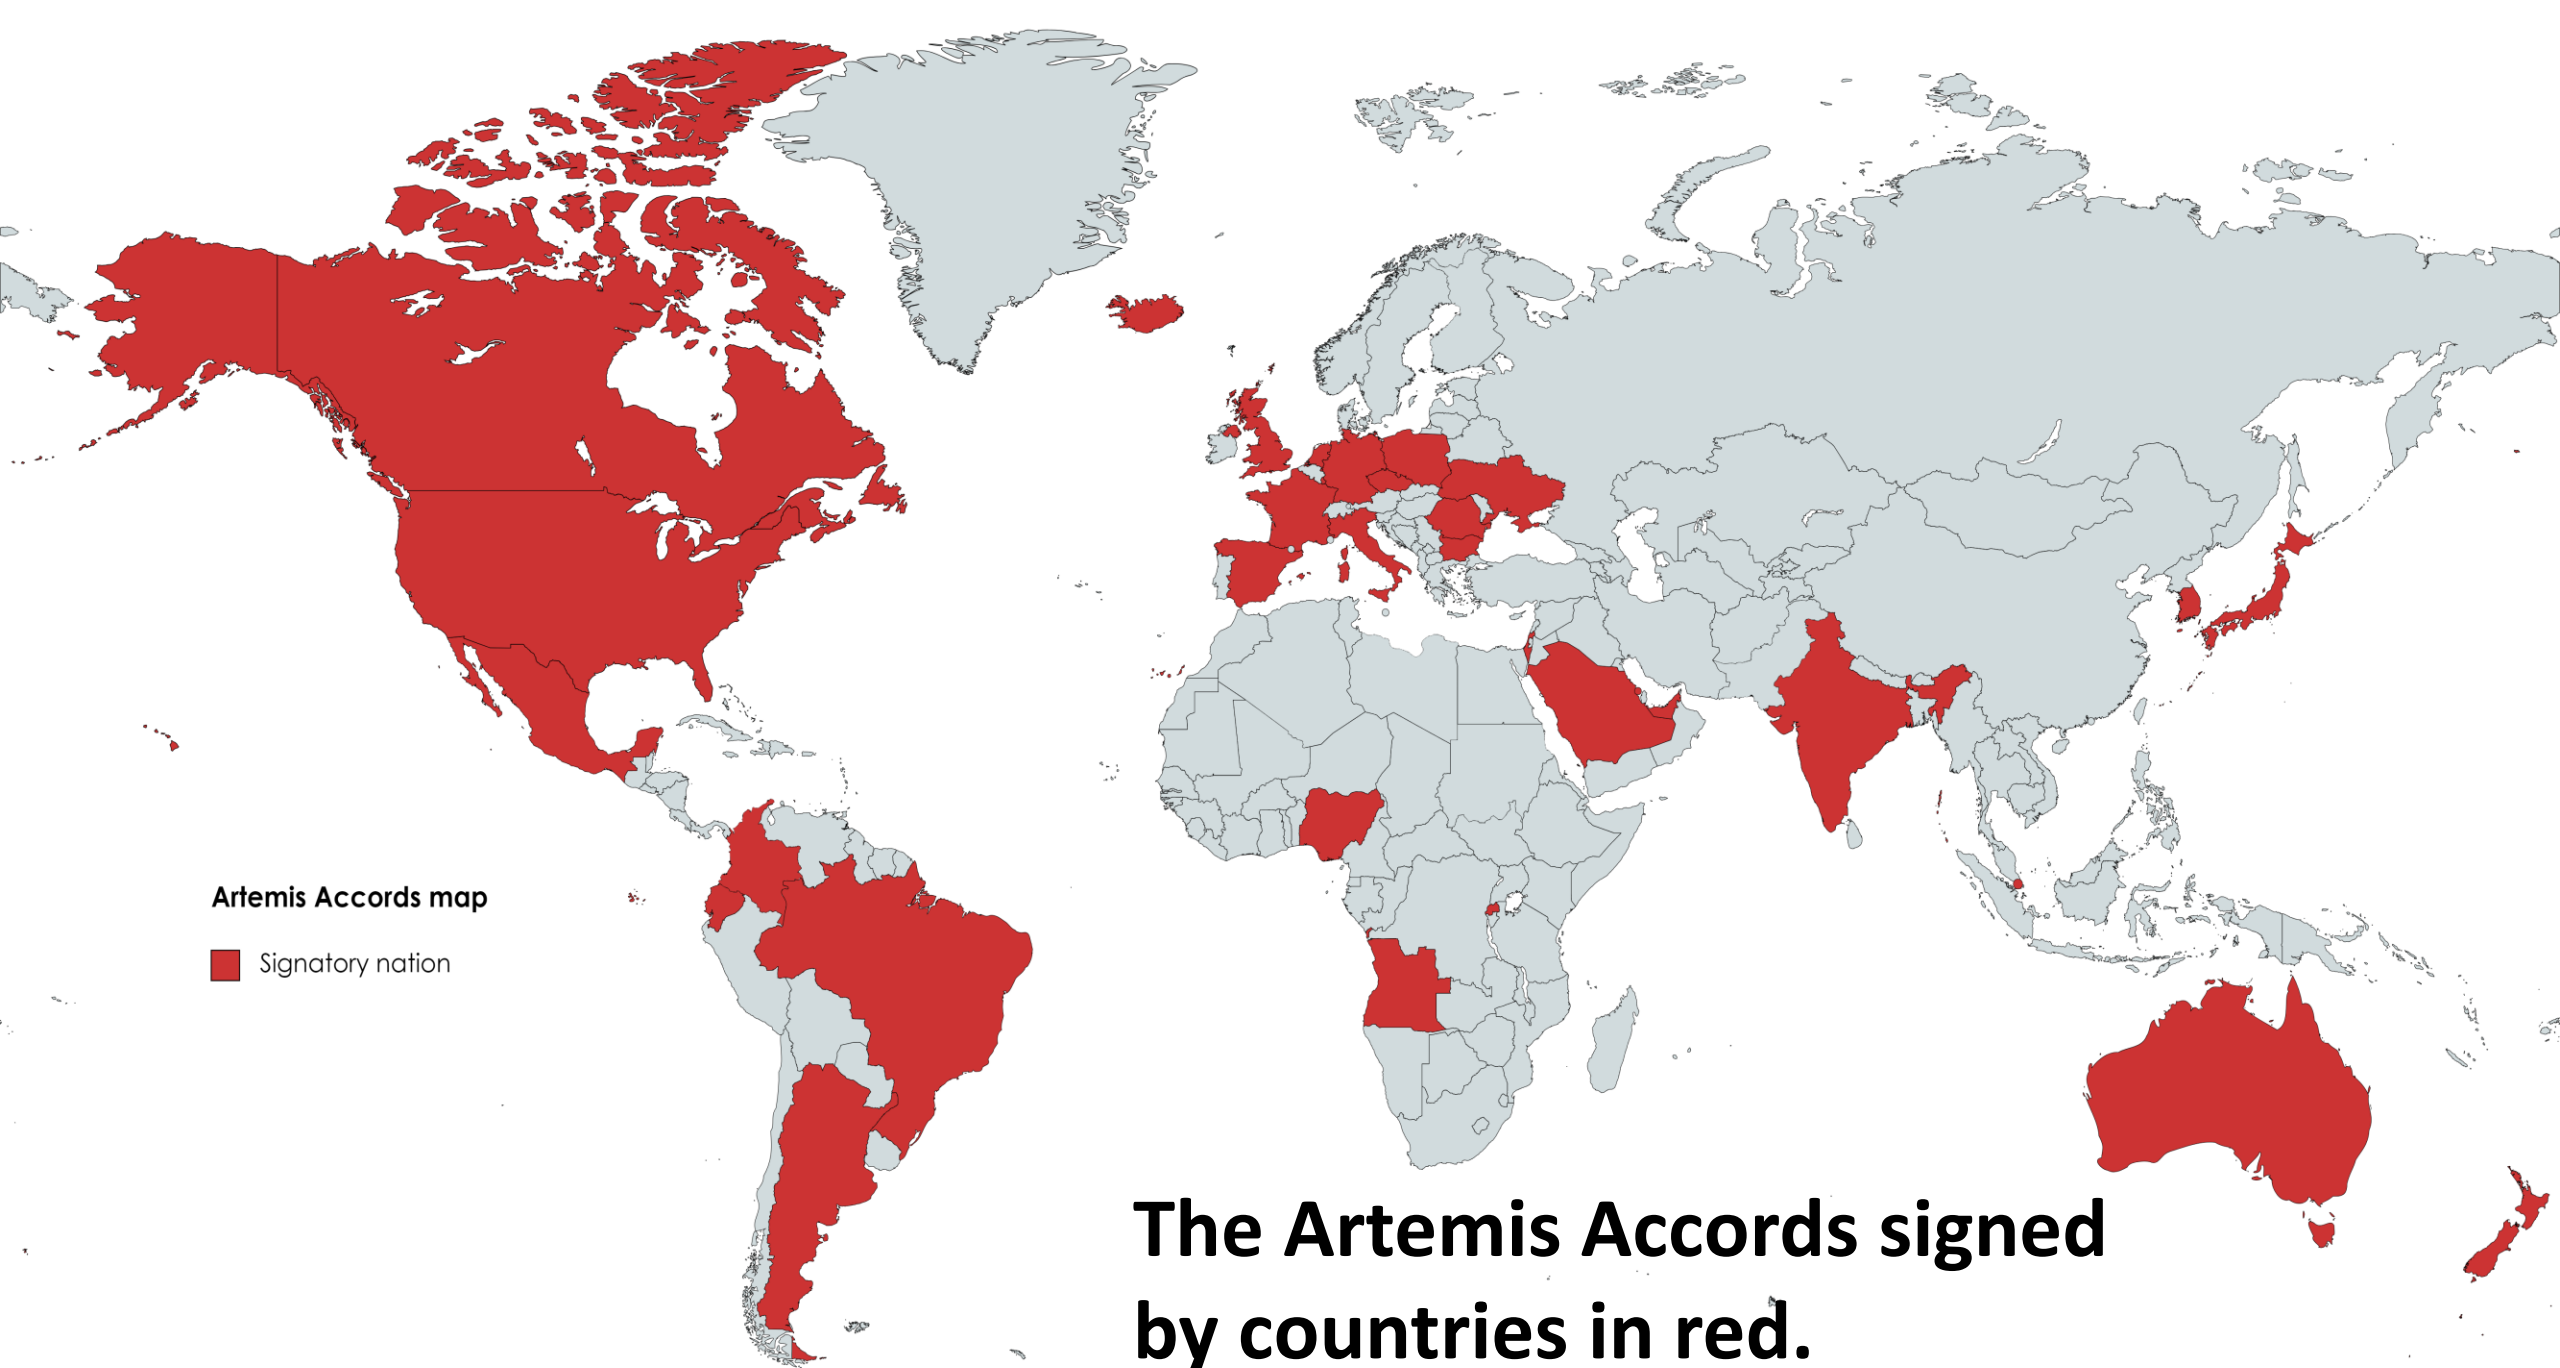 Artemis Accords map
Signatory nation
The Artemis Accords signed
by countries in red.